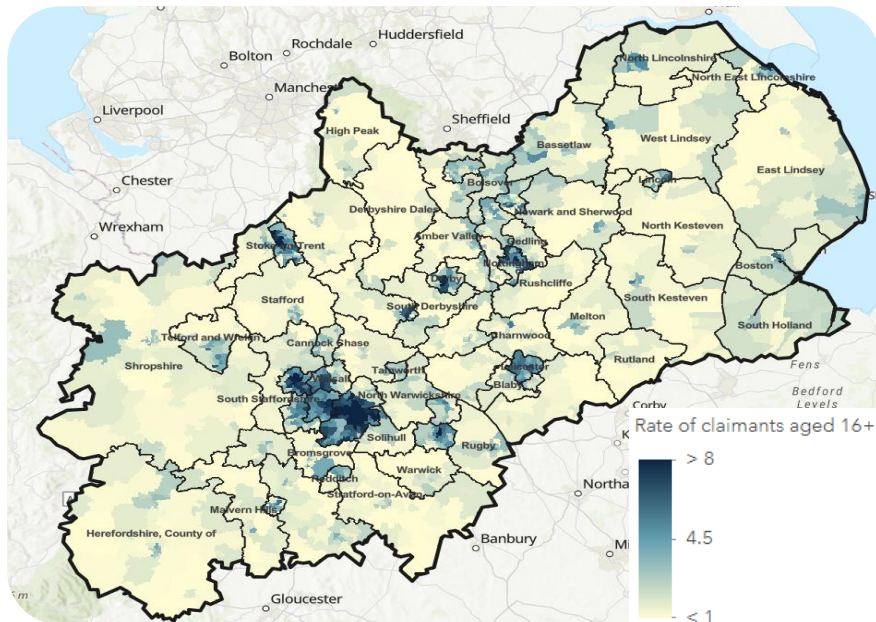 Huddersfield
Rochdale
Bolton
Manches
Liverpool
Sheffield
Chester
Wrexham
North Lincolnshire
North East Lincolnshire
High Peak
Bassetlaw
West Lindsey
Bolsover
East Lindsey
Lincoln
Derbyshire Dales
Newark and Sherwood
North Kesteven
Amber Valley
Gedling
Stoke-on-Trent
Nottingham
Boston
Derby
Rushcliffe
Stafford
South Derbyshire
South Kesteven
Melton
South Holland
Charnwood
Telford and Wrekin
Cannock Chase
Rutland
Shropshire
Tamworth
Leicester
Fens
Walsall
Blaby
South Staffordshire
North Warwickshire
Bedford
Levels
Corby
Solihull
Rugby
Bromsgrove
Warwick
Redditch
Stratford-on-Avon
Northa
Malvern Hills
Herefordshire, County of
Banbury
Gloucester
Rate of claimants aged 16+
> 8
4.5
< 1